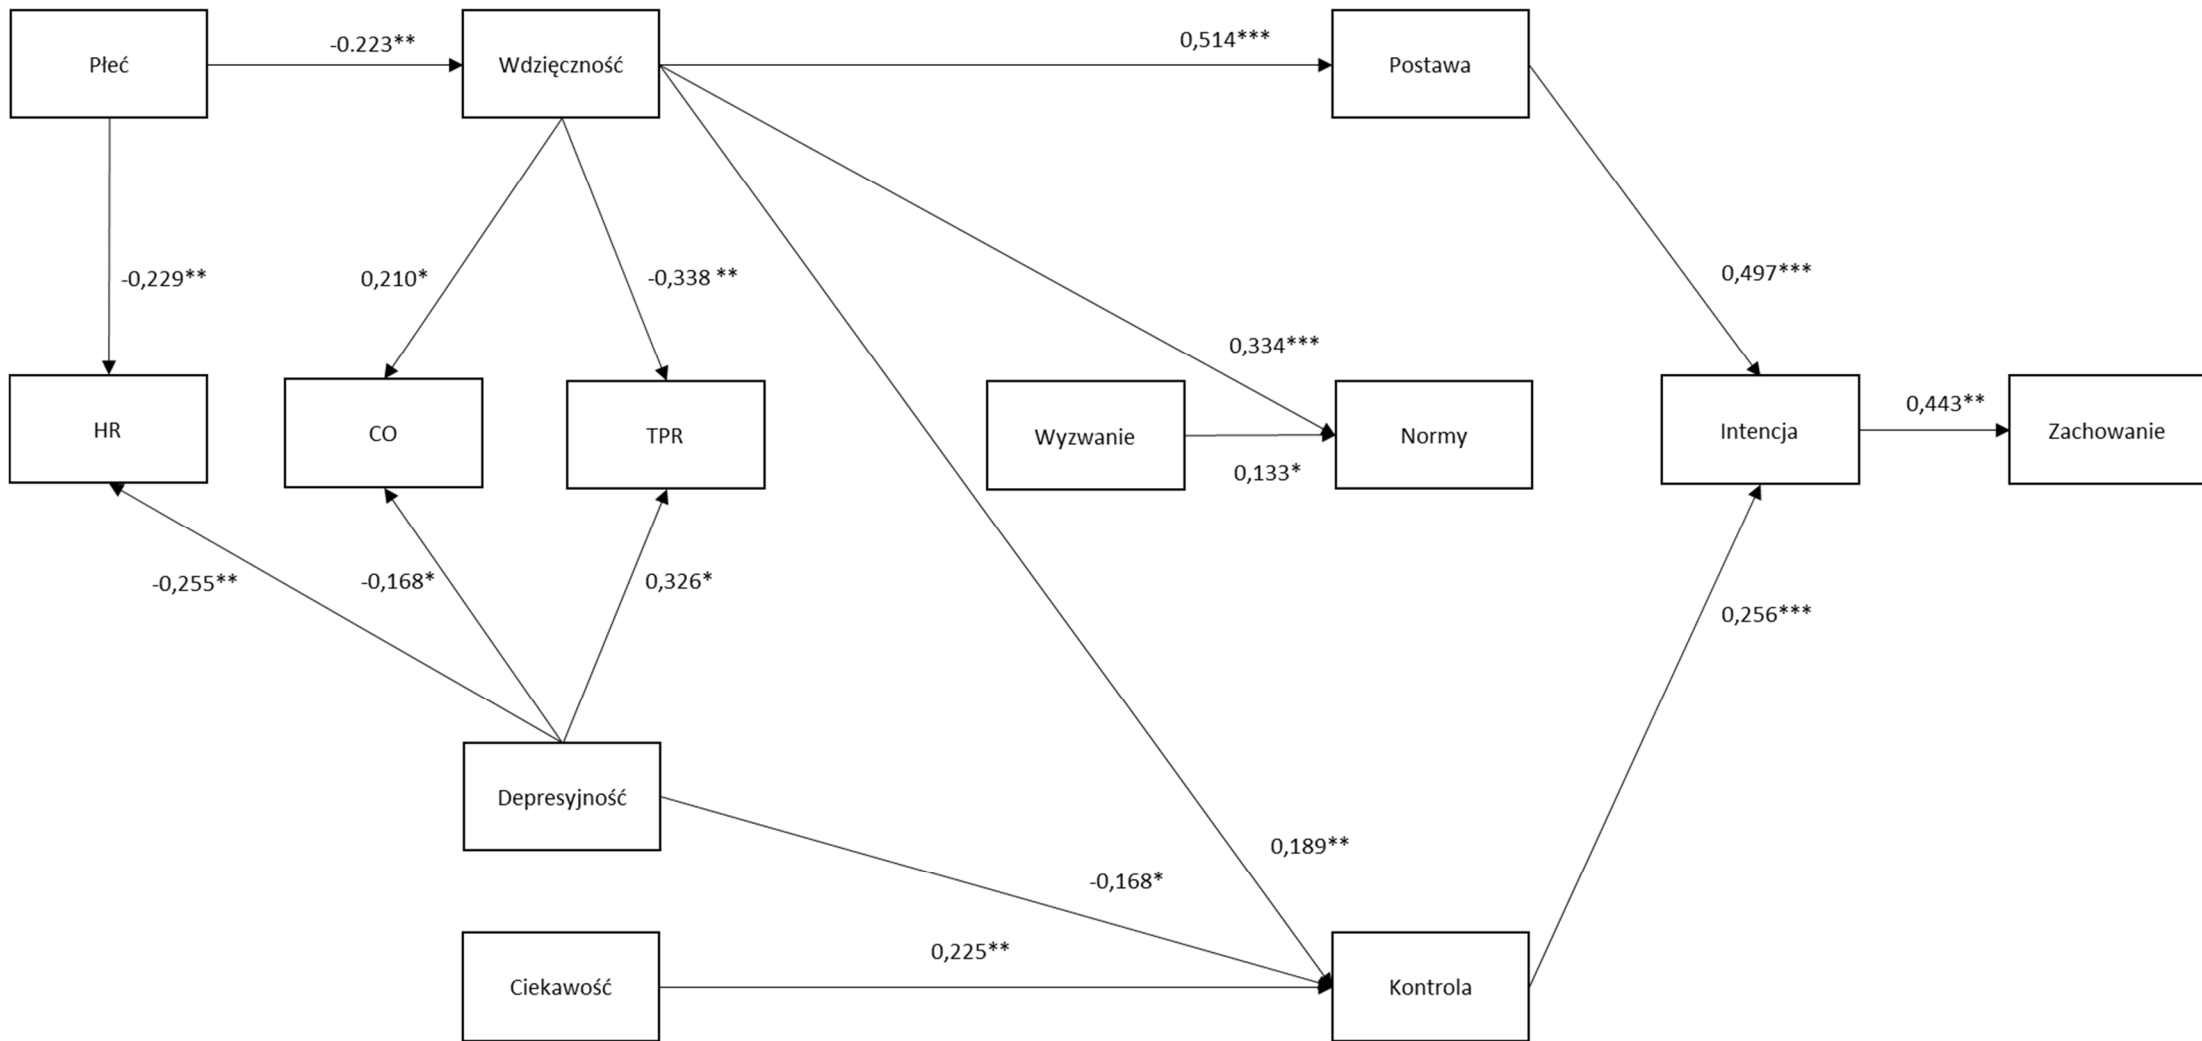 -0.223**
0,514***
Płeć
Wdzięczność
Postawa
-0,229**
0,210*
-0,338 **
0,497***
0,334***
0,443**
HR
CO
TPR
Wyzwanie
Normy
Intencja
Zachowanie
0,133*
-0,255**
-0,168*
0,326*
0,256***
Depresyjność
0,189**
-0,168*
0,225**
Ciekawość
Kontrola